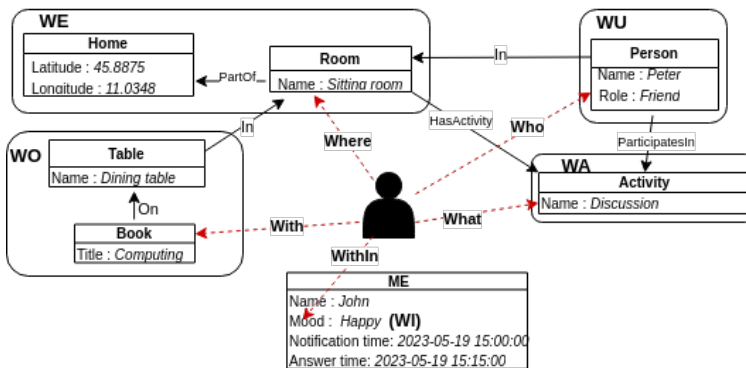 WE
WU
Home
Latitude : 45.8875
Longitude : 11.0348
PartOf
Room
Name : Sitting room
In
Person
Name : Peter
Role : Friend
HasActivity
Who
ParticipatesIn
In
Where
WO
Table
Name : Dining table
On
Book
Title : Computing
With
WithIn
What
WA
Activity
Name : Discussion
ME
Name : John
Mood : Happy (WI)
Notification time: 2023-05-19 15:00:00
Answer time: 2023-05-19 15:15:00